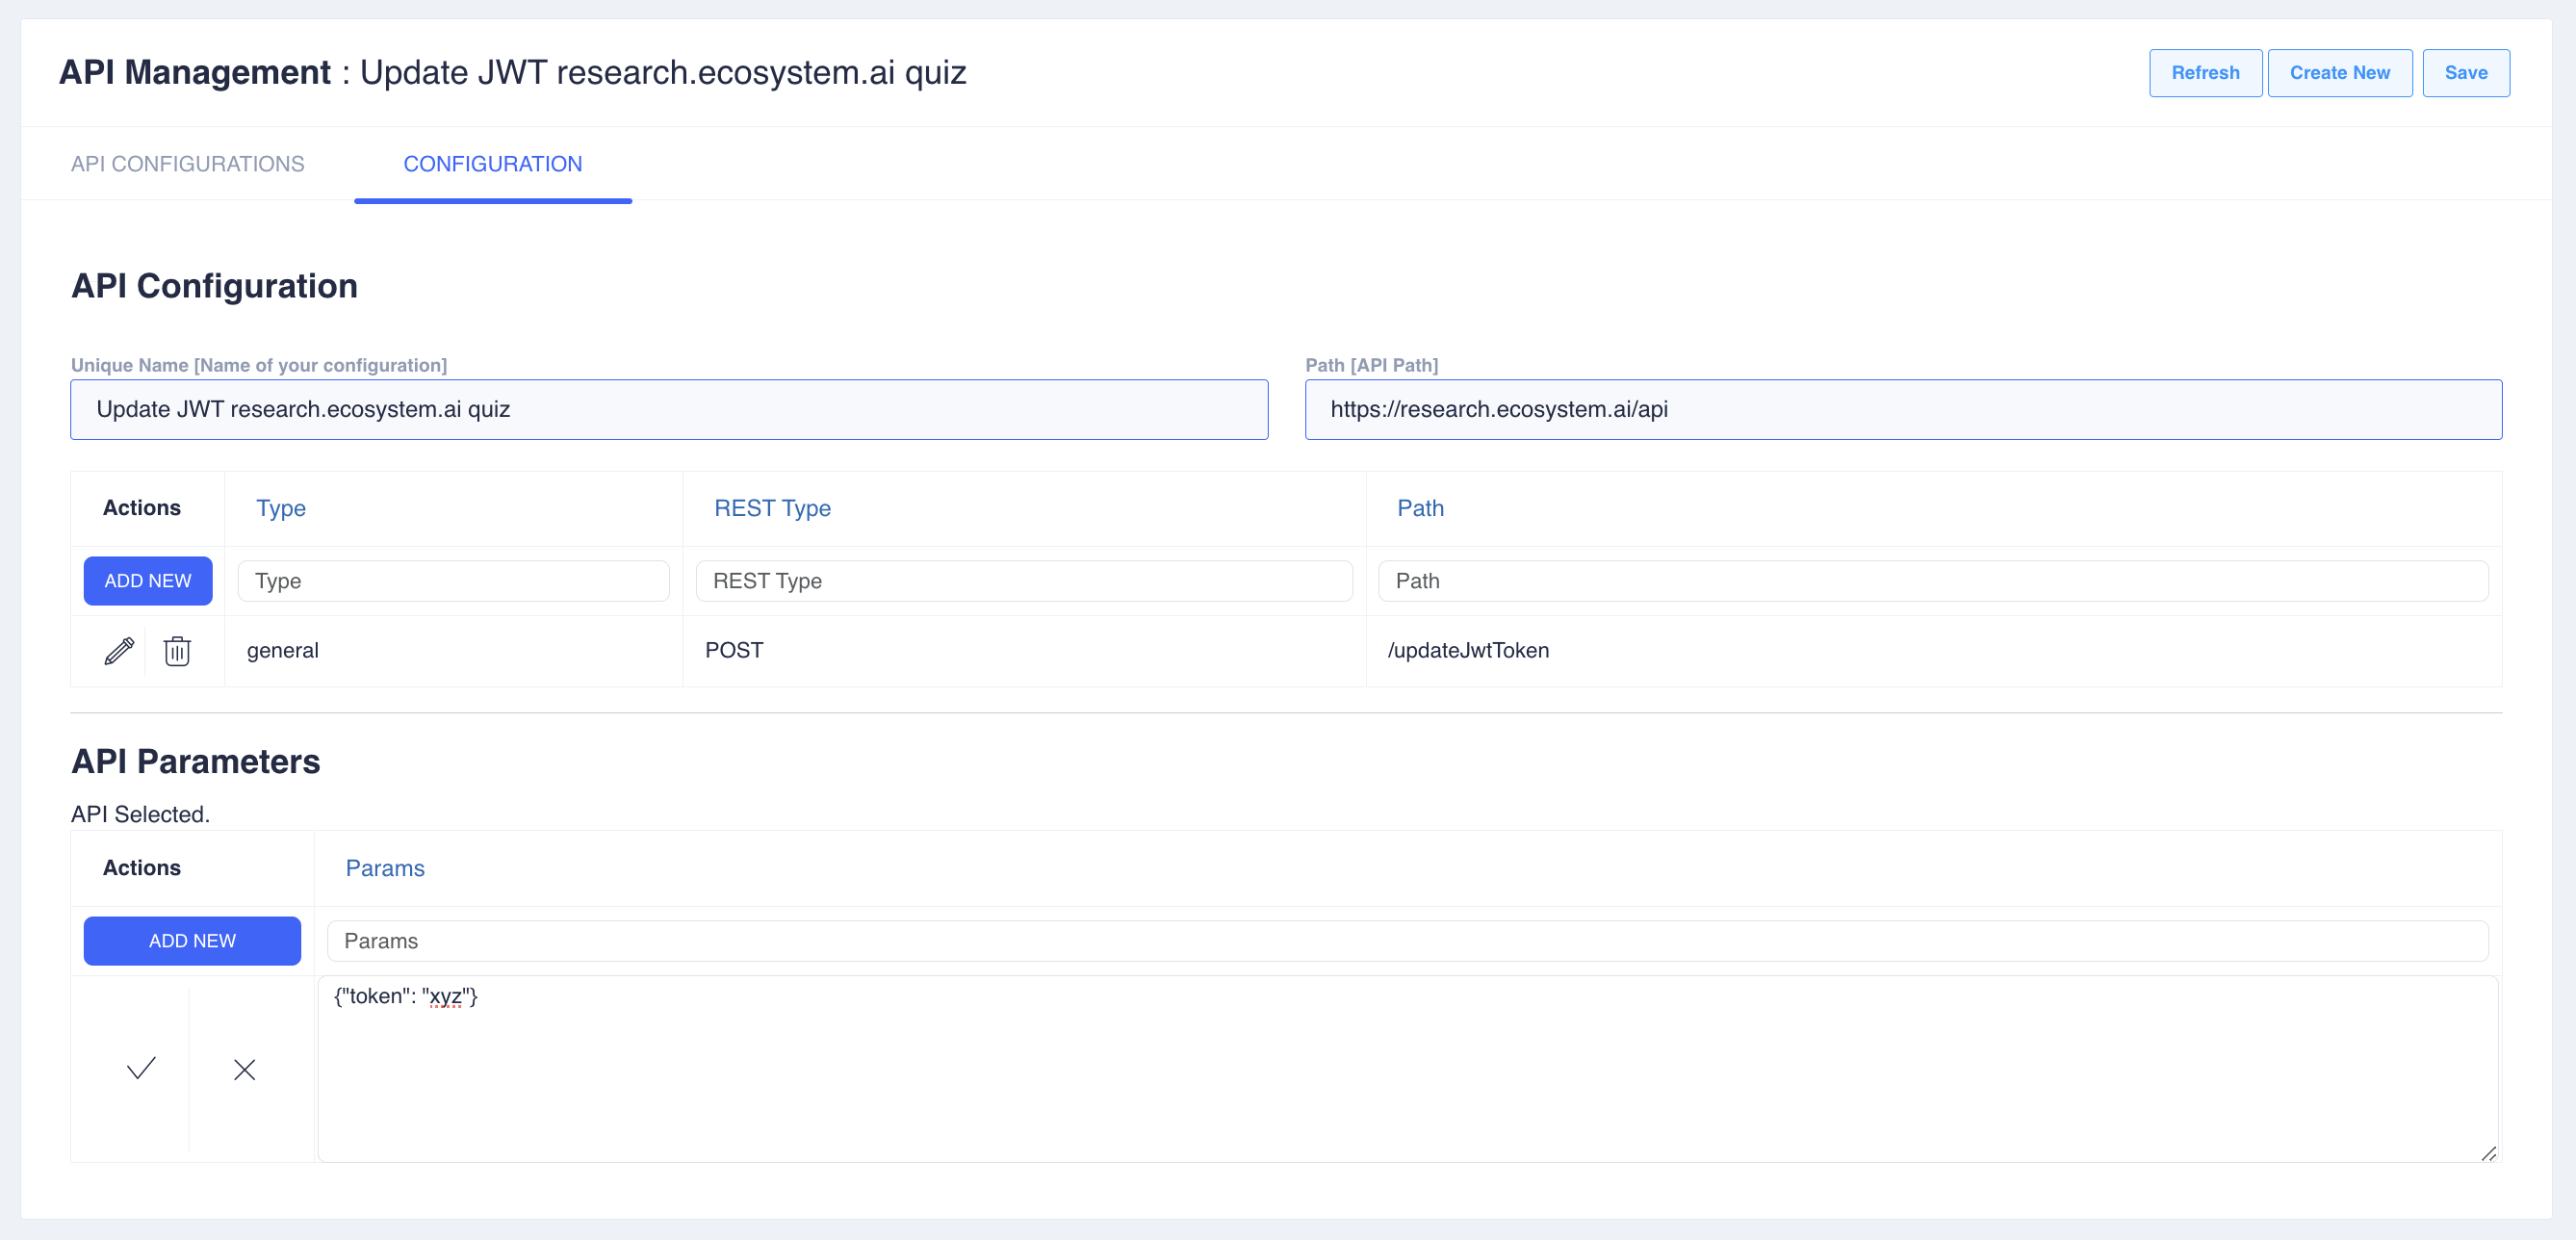 API Management : Update JWT research.ecosystem.ai quiz
Refresh
Create New
Save
API CONFIGURATIONS
CONFIGURATION
API Configuration
Unique Name [Name of your configuration]
Path [API Path]
Update JWT research.ecosystem.ai quiz
https://research.ecosystem.ai/api
Actions
Type
REST Type
Path
ADD NEW
Type
REST Type
Path
general
POST
/updateJwtToken
API Parameters
API Selected.
Actions
Params
ADD NEW
Params
{"token": "xyz"}